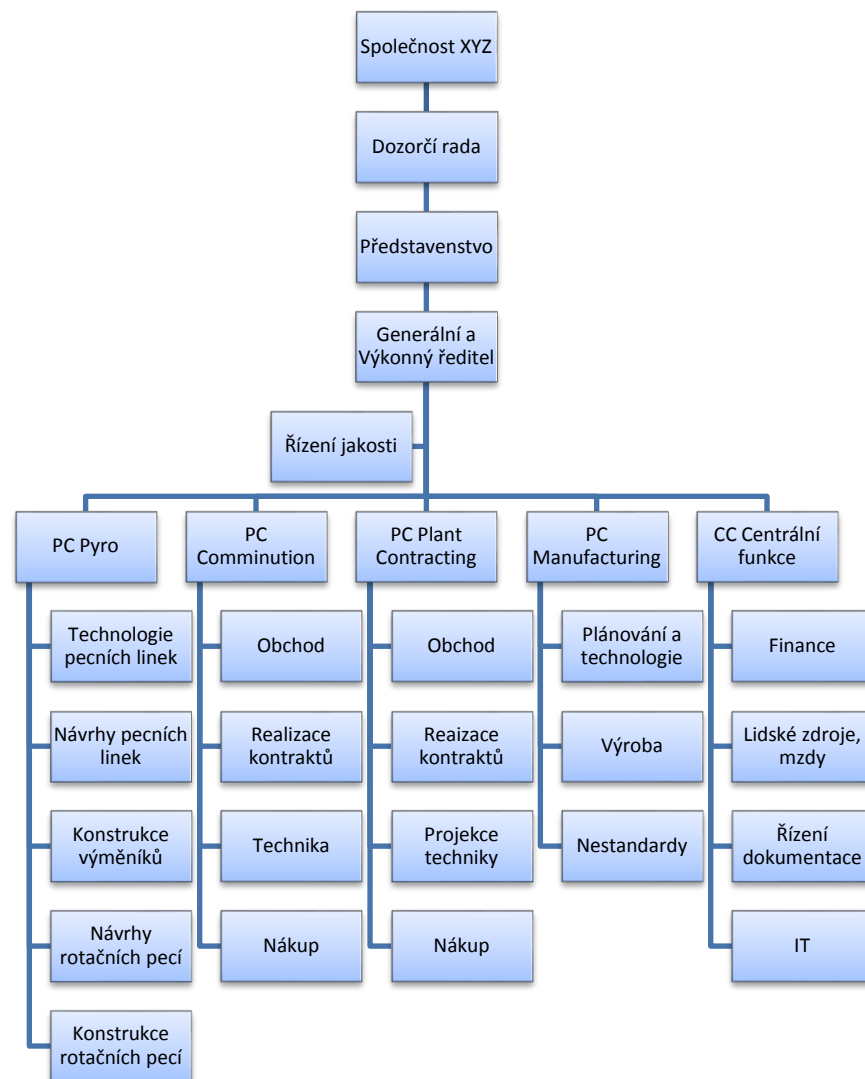 Společnost XYZ
Dozorčí rada
Představenstvo
Generální a
Výkonný ředitel
Řízení jakosti
PC Pyro
Technologie
pecních linek
Návrhy pecních
linek
Konstrukce
výměníků
Návrhy
rotačních pecí
Konstrukce
rotačních pecí
PC
Comminution
Obchod
Realizace
kontraktů
Technika
Nákup
PC Plant
Contracting
Obchod
Reaizace
kontraktů
Projekce
techniky
Nákup
PC
Manufacturing
Plánování a
technologie
Výroba
Nestandardy
CC Centrální
funkce
Finance
Lidské zdroje,
mzdy
Řízení
dokumentace
IT